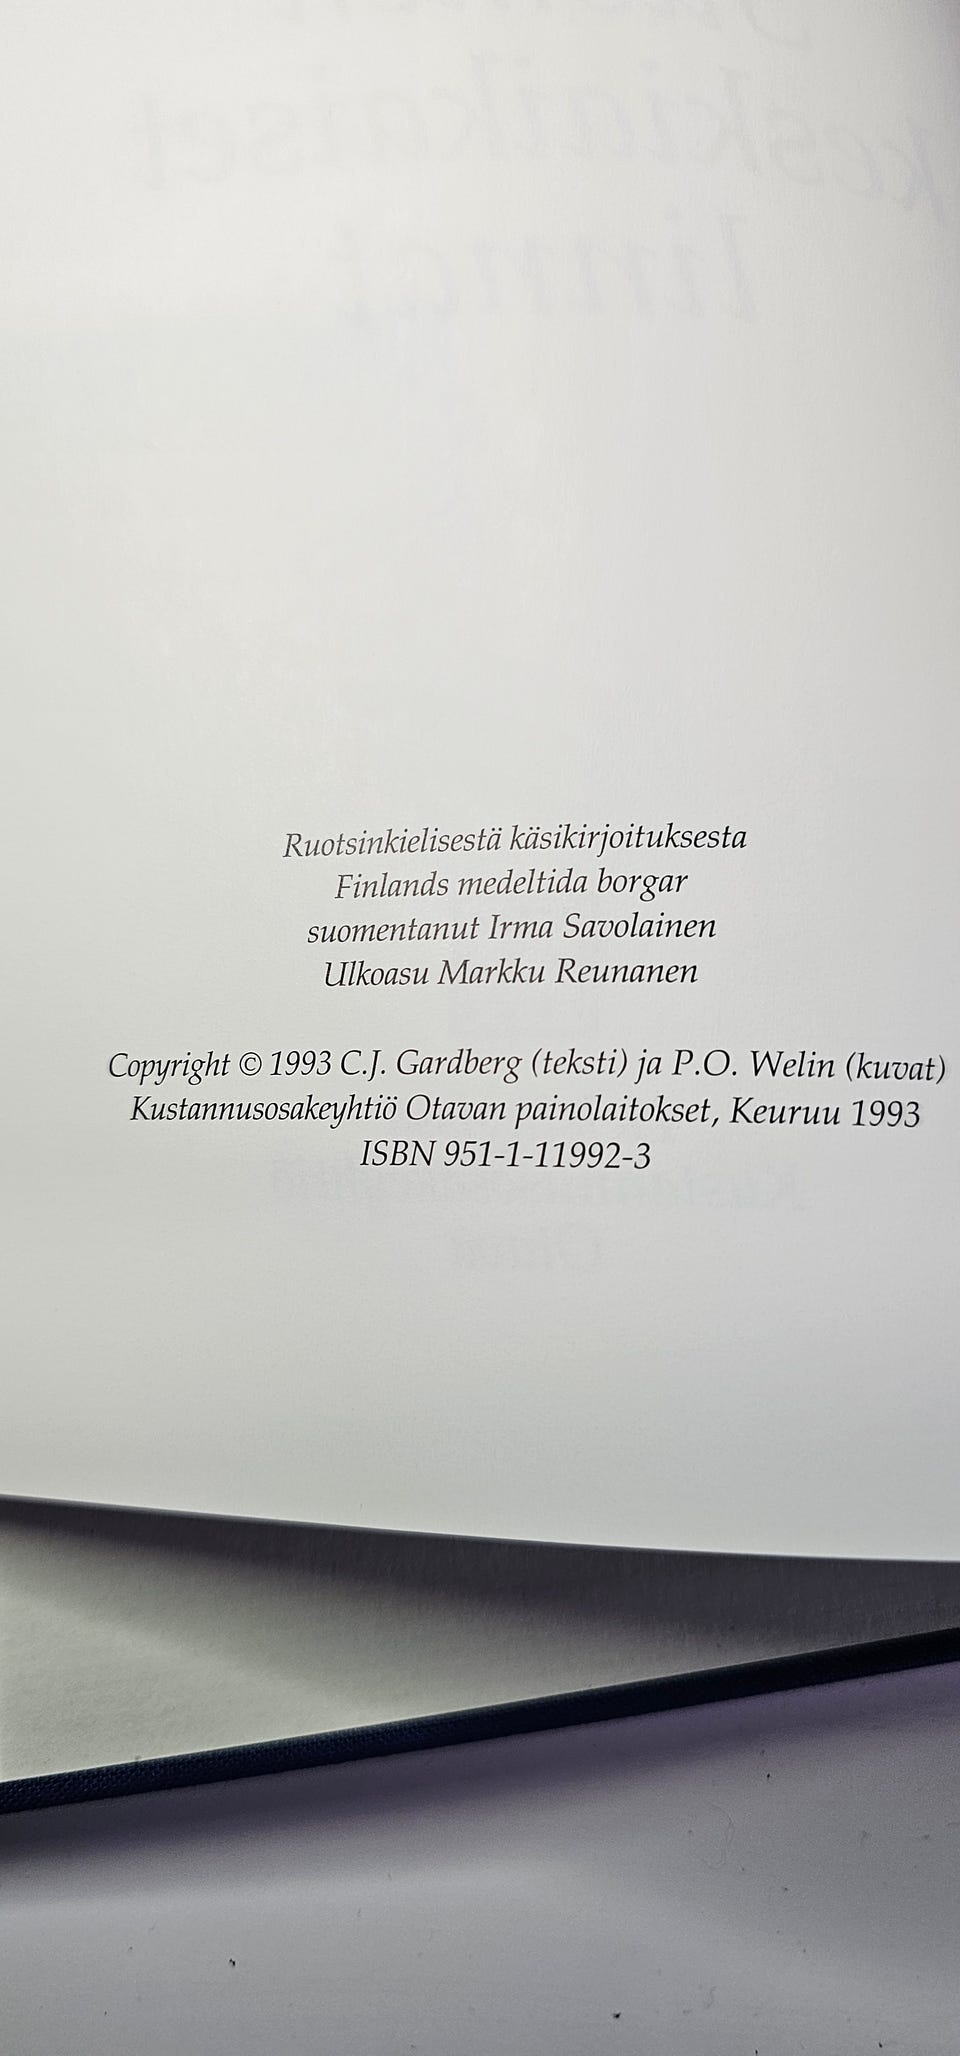 Ruotsinkielisestä käsikirjoituksesta
Finlands medeltida borgar
suomentanut Irma Savolainen
Ulkoasu Markku Reunanen
Copyright © 1993 C.J. Gardberg (teksti) ja P.O. Welin (kuvat)
Kustannusosakeyhtiö Otavan painolaitokset, Keuruu 1993
ISBN 951-1-11992-3